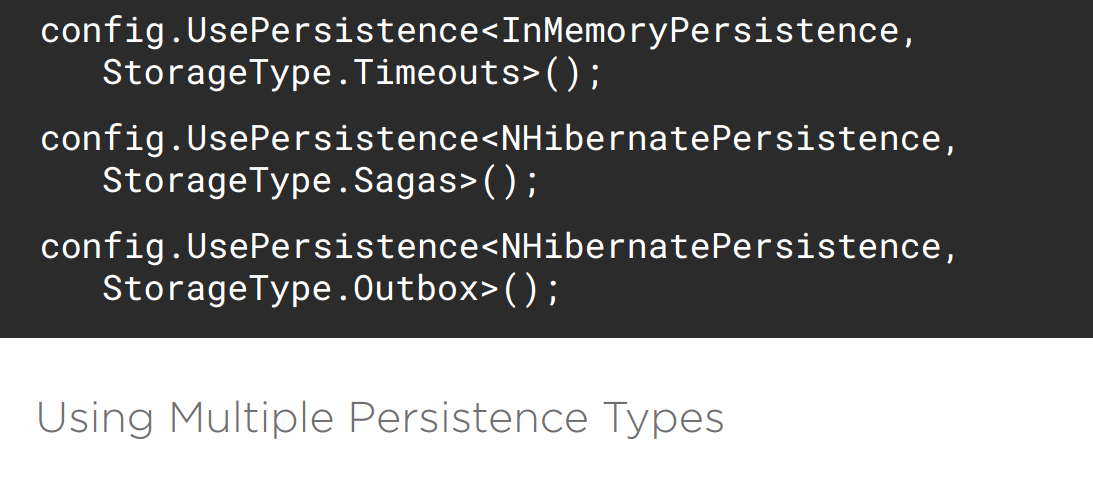 config.UsePersistence<InMemoryPersistence,
StorageType.Timeouts>();
config.UsePersistence<NHibernatePersistence,
StorageType.Sagas>();
config.UsePersistence<NHibernatePersistence,
StorageType.Outbox>();
Using Multiple Persistence Types